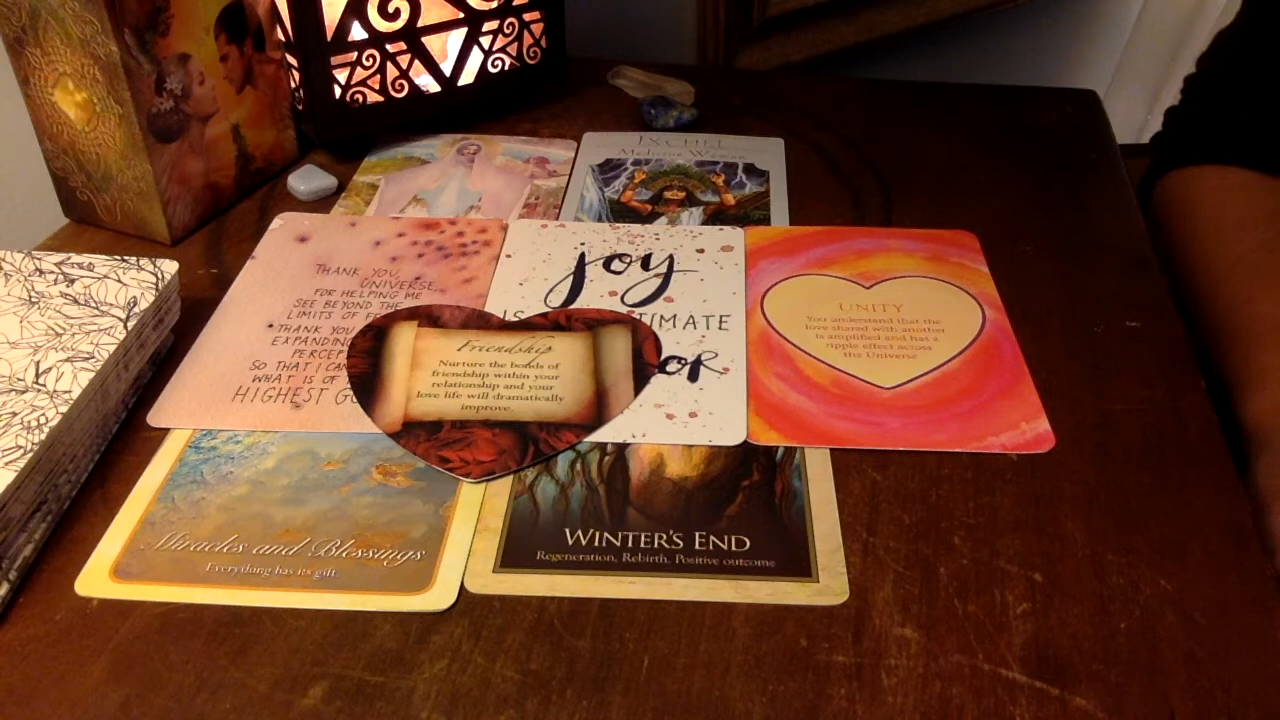 IXCHEL
Medicine Woman
THANK YOU,
UNIVERSE,
FOR HELPING ME
SEE BEYOND THE
LIMITS OF
THANK YOU
EXPANDING
SO THAT I CAN
WHAT IS OF
HIGHEST
joy
IS
Friendship
Nurture the bonds of
friendship within your
relationship and your
love life will dramatically
improve.
UNITY
You understand that the
love shared with another
is amplified and has a
ripple effect across
the Universe
Miracles and Blessings
Everything has its gift.
WINTER'S END
Regeneration, Rebirth, Positive outcome